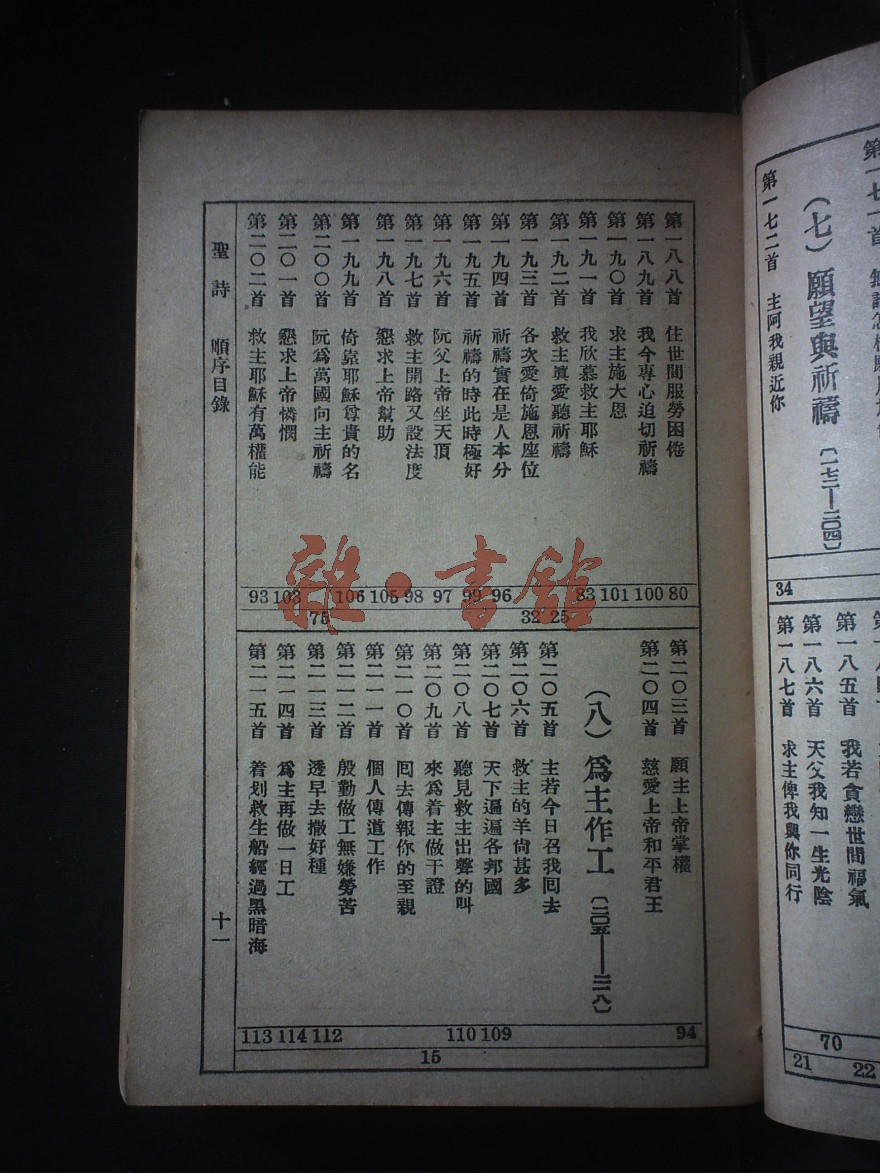 第一七一首
第一七二首 主阿我親近你
(七)願望與祈禱 〔一七三—二〇四〕
34
第一八五首 我若貪戀世間福氣
第一八六首 天父我知一生光陰
第一八七首 求主俾我與你同行
70
21 22
第一八八首 住世間服勞困倦
第一八九首 我今專心迫切祈禱
第一九〇首 求主施大恩
第一九一首 我欣慕救主耶穌
第一九二首 救主眞愛聽祈禱
第一九三首 各次愛倚施恩座位
第一九四首 祈禱實在是人本分
第一九五首 祈禱的時此時極好
第一九六首 阮父上帝坐天頂
第一九七首 救主開路又設法度
第一九八首 懇求上帝幫助
第一九九首 倚靠耶穌尊貴的名
第二〇〇首 阮爲萬國向主祈禱
第二〇一首 懇求上帝憐憫
第二〇二首 救主耶穌有萬權能
93 103 106 105 98 97 99 96 83 101 100 80
75 32 25
第二〇三首 願主上帝掌權
第二〇四首 慈愛上帝和平君王
(八)爲主作工 〔二〇五——二一八〕
第二〇五首 主若今日召我回去
第二〇六首 救主的羊尙甚多
第二〇七首 天下遍遍各邦國
第二〇八首 聽見救主出聲的叫
第二〇九首 來爲着主做干證
第二一〇首 回去傳報你的至親
第二一一首 個人傳道工作
第二一二首 殷勤做工無嫌勞苦
第二一三首 透早去撒好種
第二一四首 爲主再做一日工
第二一五首 着划救生船經過黑暗海
113 114 112 110 109 94
15
聖詩 順序目錄 十一
雜·書館